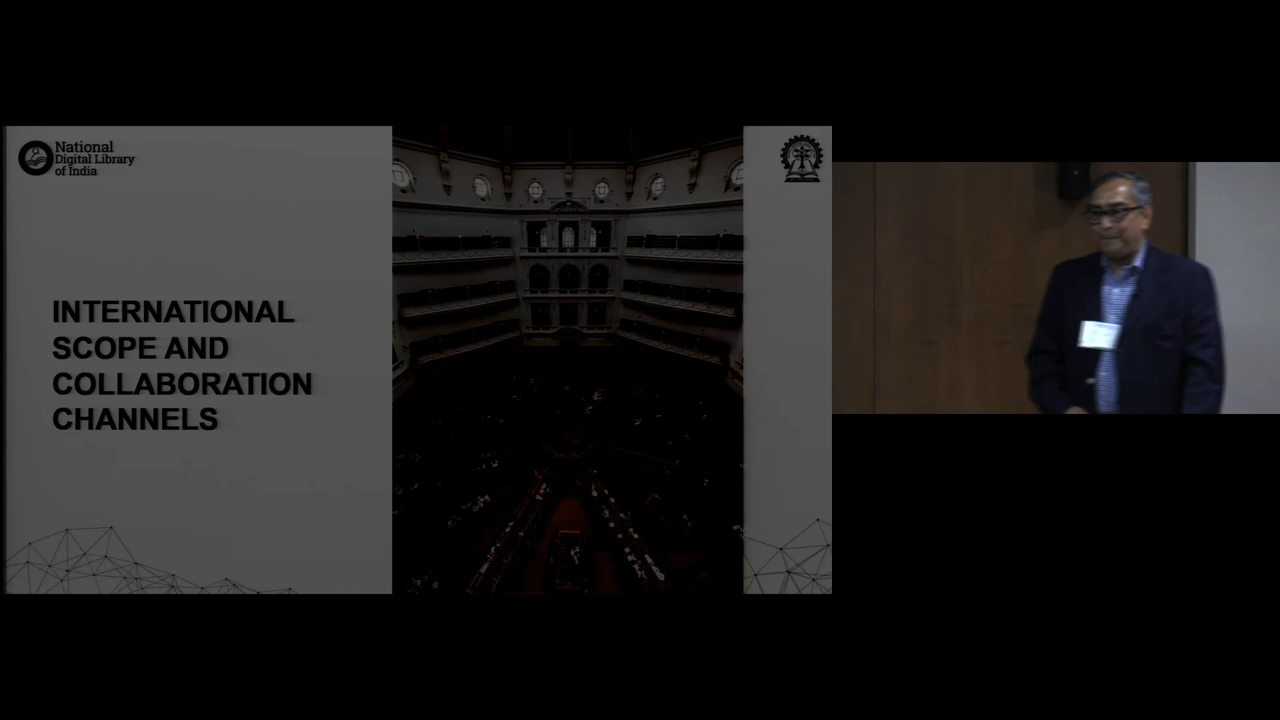 National
Digital Library
of India
INTERNATIONAL
SCOPE AND
COLLABORATION
CHANNELS